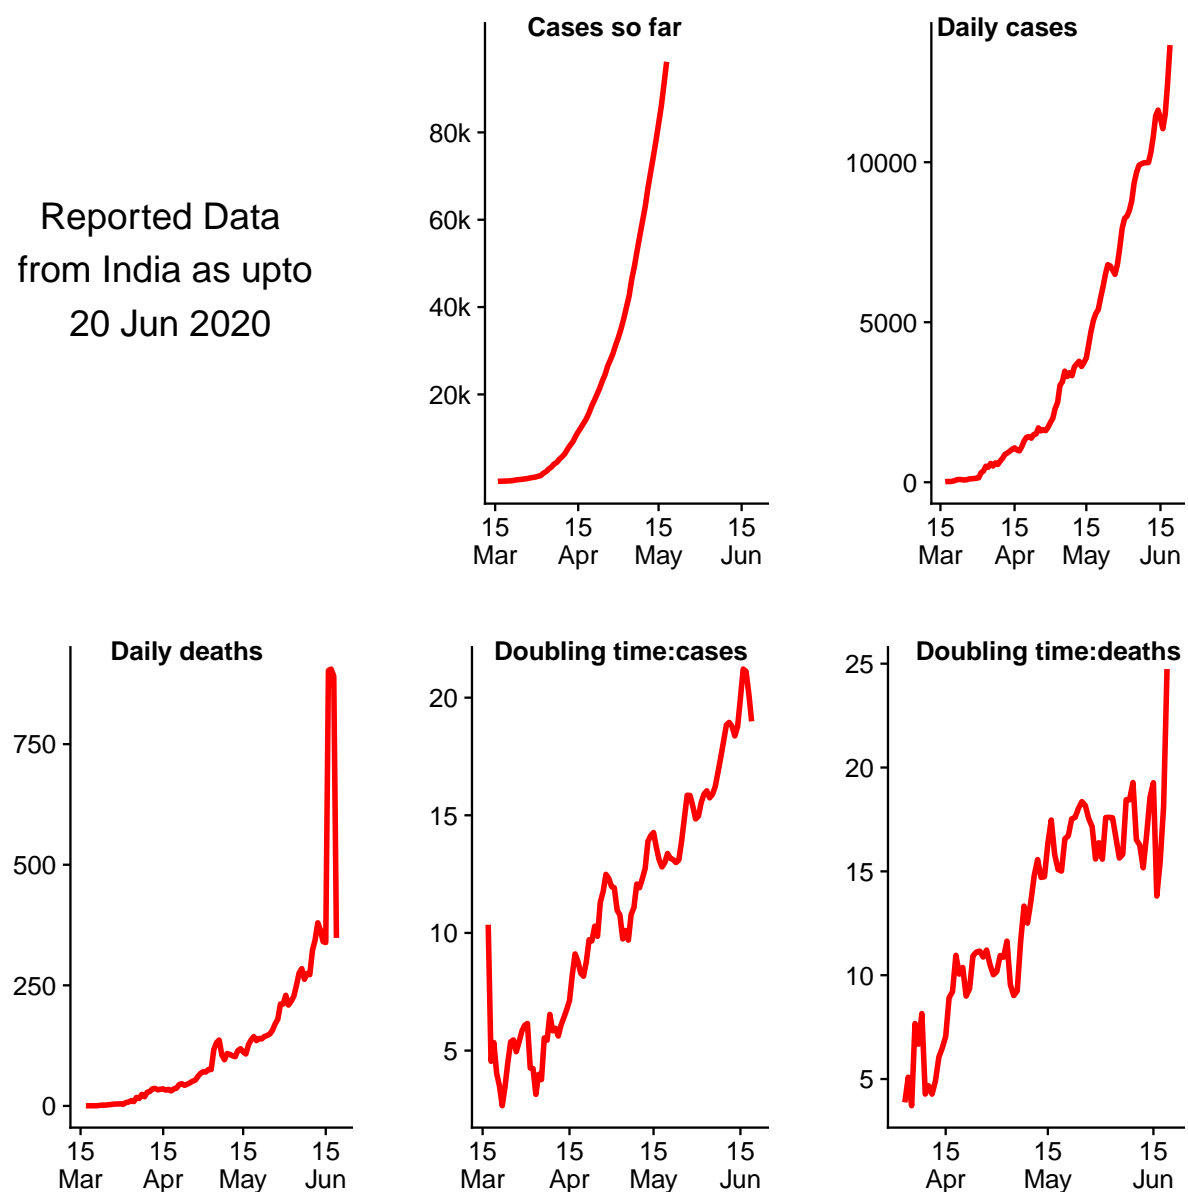 Reported Data
from India as upto
20 Jun 2020
Cases so far
80k
60k
40k
20k
15 15 15 15
Mar Apr May Jun
Daily cases
10000
5000
0
15 15 15 15
Mar Apr May Jun
Daily deaths
750
500
250
0
15 15 15 15
Mar Apr May Jun
Doubling time:cases
20
15
10
5
15 15 15 15
Mar Apr May Jun
Doubling time:deaths
25
20
15
10
5
15 15 15
Apr May Jun